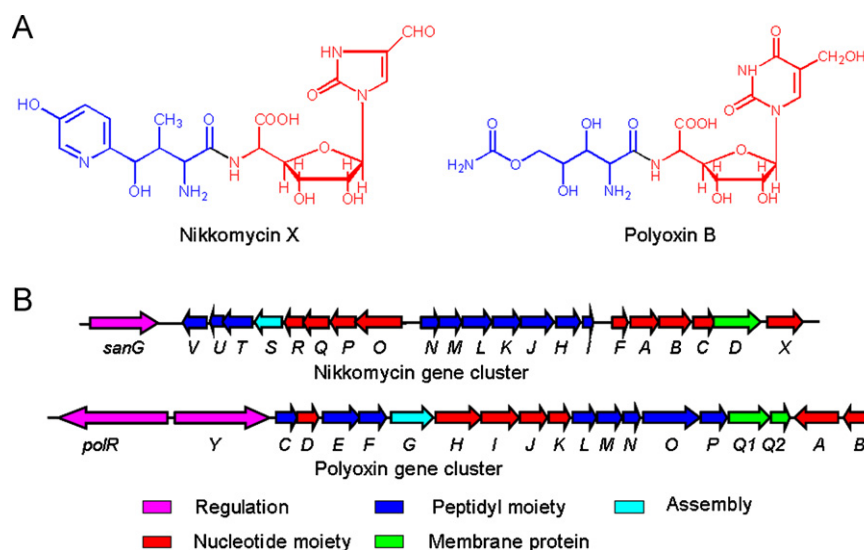 A
HO
N
CH3
OH
NH2
O
N
H
COOH
O
HN
O
N
CHO
H
H
H
H
OH
OH
Nikkomycin X
H2N
O
O
OH
OH
NH2
O
N
H
COOH
O
O
HN
O
N
CH2OH
H
H
H
H
OH
OH
Polyoxin B
B
sanG V U T S R Q P O N M L K J H I F A B C D X
Nikkomycin gene cluster
polR Y C D E F G H I J K L M N O P Q1 Q2 A B
Polyoxin gene cluster
Regulation Peptidyl moiety Assembly
Nucleotide moiety Membrane protein